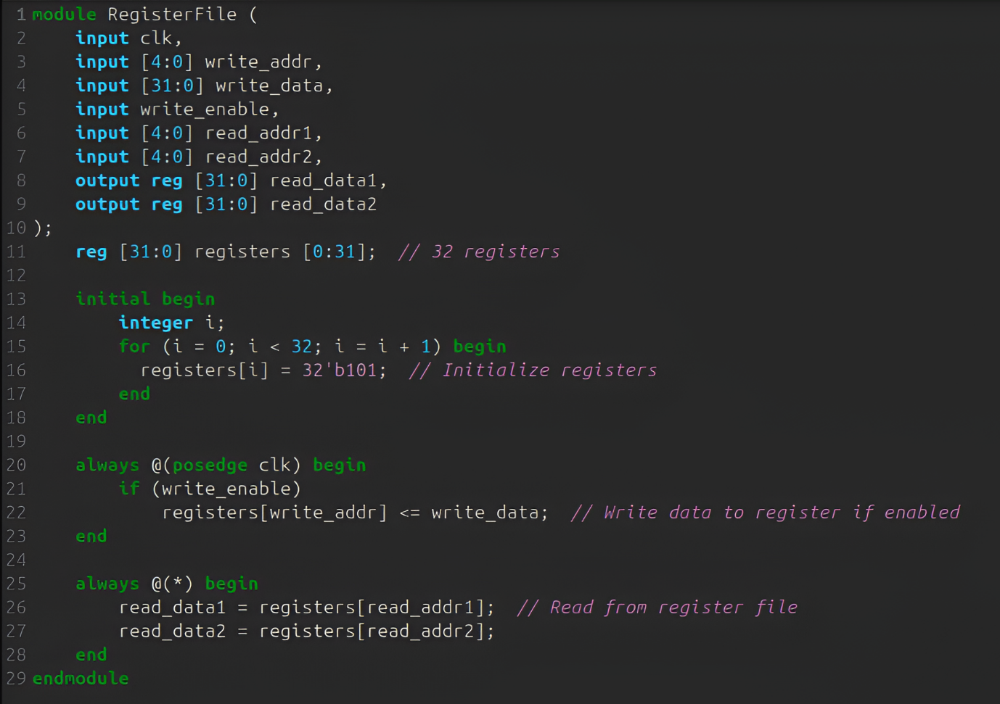 1 module RegisterFile (
2     input clk,
3     input [4:0] write_addr,
4     input [31:0] write_data,
5     input write_enable,
6     input [4:0] read_addr1,
7     input [4:0] read_addr2,
8     output reg [31:0] read_data1,
9     output reg [31:0] read_data2
10 );
11     reg [31:0] registers [0:31];  // 32 registers
12
13     initial begin
14         integer i;
15         for (i = 0; i < 32; i = i + 1) begin
16           registers[i] = 32'b101;  // Initialize registers
17         end
18     end
19
20     always @(posedge clk) begin
21         if (write_enable)
22             registers[write_addr] <= write_data;  // Write data to register if enabled
23     end
24
25     always @(*) begin
26         read_data1 = registers[read_addr1];  // Read from register file
27         read_data2 = registers[read_addr2];
28     end
29 endmodule